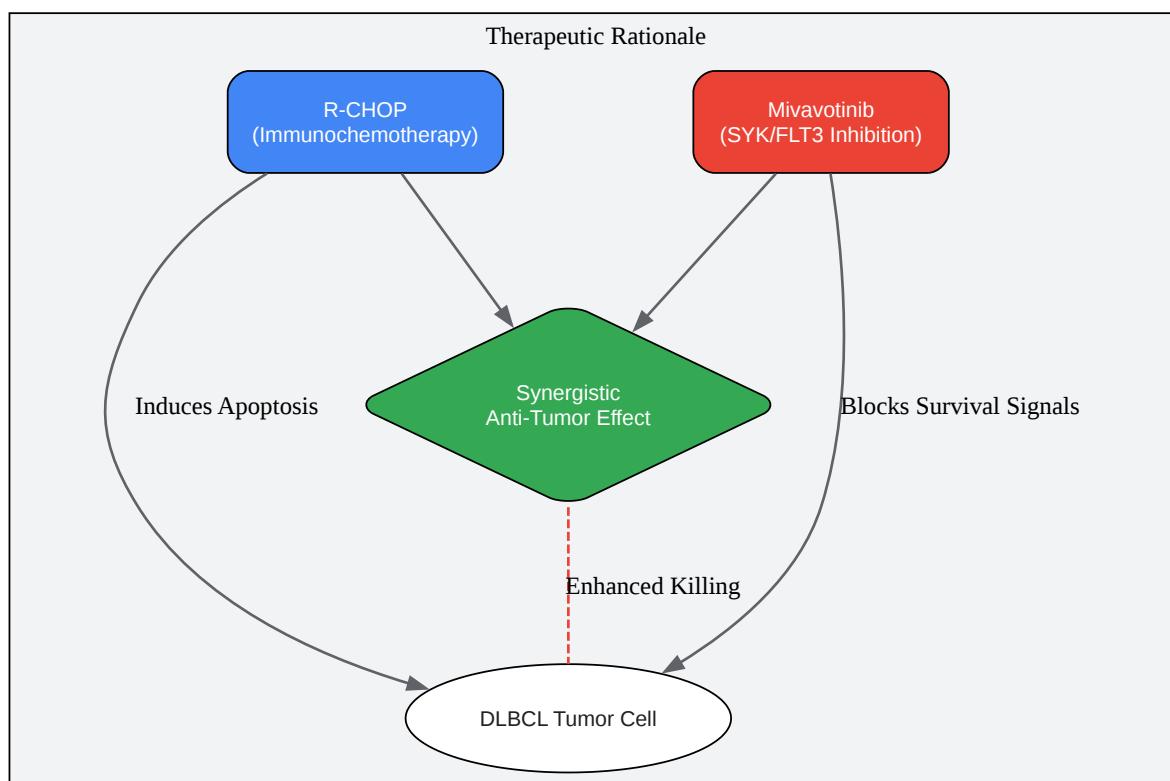 Therapeutic Rationale
R-CHOP
(Immunochemotherapy)
Mivavotinib
(SYK/FLT3 Inhibition)
Synergistic
Anti-Tumor Effect
Induces Apoptosis
Blocks Survival Signals
Enhanced Killing
DLBCL Tumor Cell